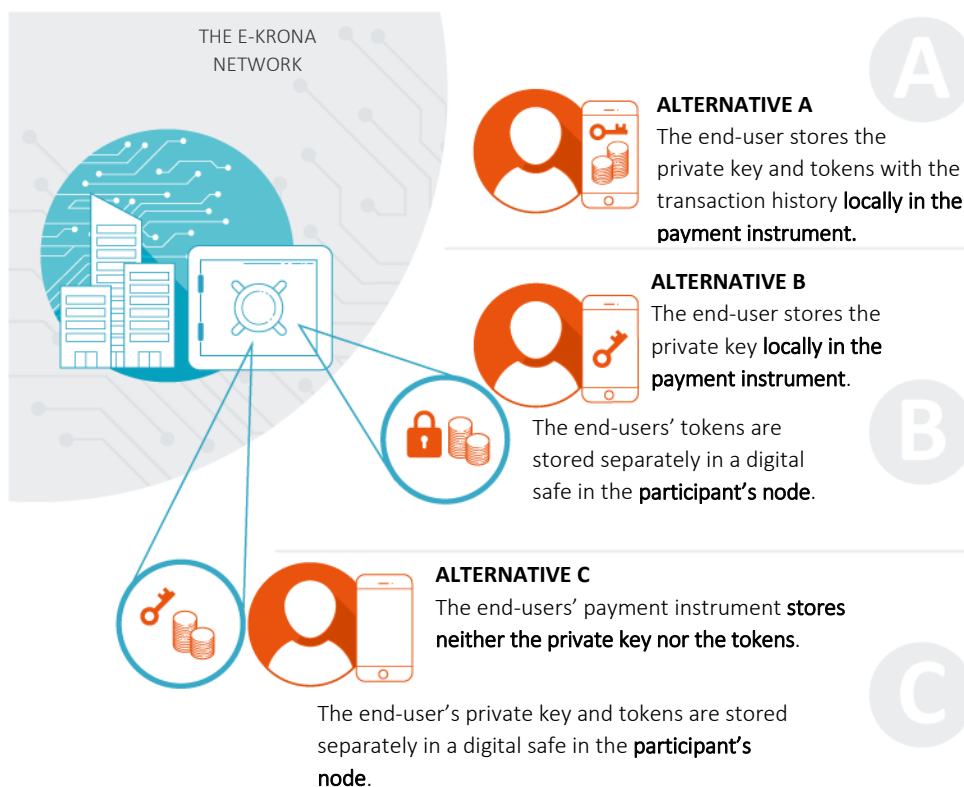 THE E-KRONA
NETWORK
A
ALTERNATIVE A
The end-user stores the
private key and tokens with the
transaction history locally in the
payment instrument.
ALTERNATIVE B
The end-user stores the
private key locally in the
payment instrument.
B
The end-users’ tokens are
stored separately in a digital
safe in the participant’s node.
ALTERNATIVE C
The end-users’ payment instrument stores
neither the private key nor the tokens.
C
The end-user’s private key and tokens are stored
separately in a digital safe in the participant’s
node.